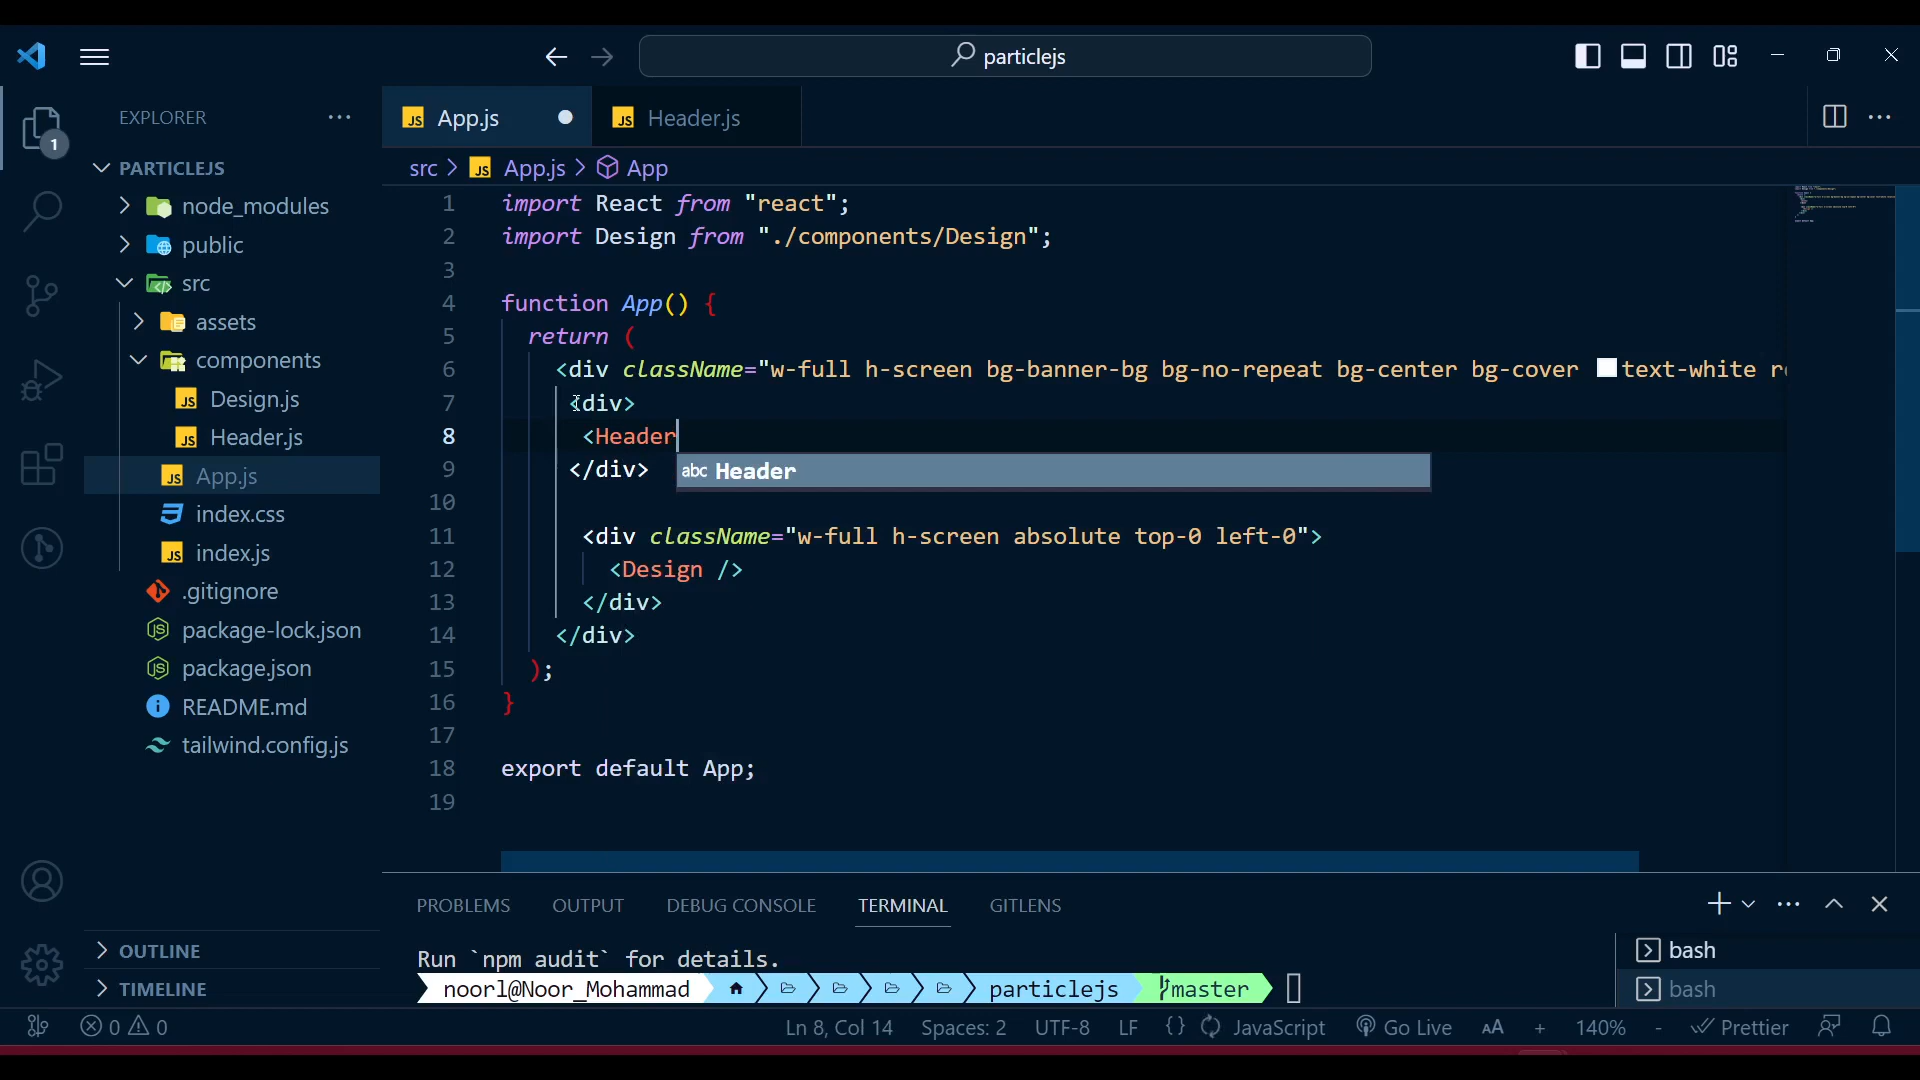 particlejs
EXPLORER
1
PARTICLEJS
node_modules
public
src
assets
components
Design.js
Header.js
App.js
index.css
index.js
.gitignore
package-lock.json
package.json
README.md
tailwind.config.js
OUTLINE
TIMELINE
App.js
Header.js
src > App.js > App
1 import React from "react";
2 import Design from "./components/Design";
3
4 function App() {
5 return (
6 <div className="w-full h-screen bg-banner-bg bg-no-repeat bg-center bg-cover text-white re
7 <div>
8 <Header
9 </div>
abc Header
10
11 <div className="w-full h-screen absolute top-0 left-0">
12 <Design />
13 </div>
14 </div>
15 );
16 }
17
18 export default App;
19
PROBLEMS OUTPUT DEBUG CONSOLE TERMINAL GITLENS
Run `npm audit` for details.
noorl@Noor_Mohammad particlejs master
bash
bash
0 0 Ln 8, Col 14 Spaces: 2 UTF-8 LF {} JavaScript Go Live AA + 140% - Prettier